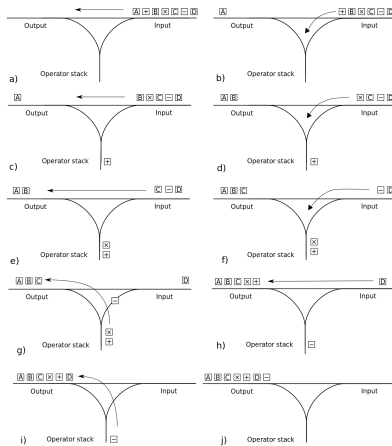 A + B × C − D
Output Input
Operator stack
a)
A + B × C − D
Output Input
Operator stack
b)
A B × C − D
Output Input
Operator stack +
c)
A B × C − D
Output Input
Operator stack +
d)
A B C − D
Output Input
Operator stack × +
e)
A B C − D
Output Input
Operator stack × +
f)
A B C − D
Output Input
Operator stack × +
g)
A B C × + D
Output Input
Operator stack −
h)
A B C × + D
Output Input
Operator stack −
i)
A B C × + D −
Output Input
Operator stack
j)